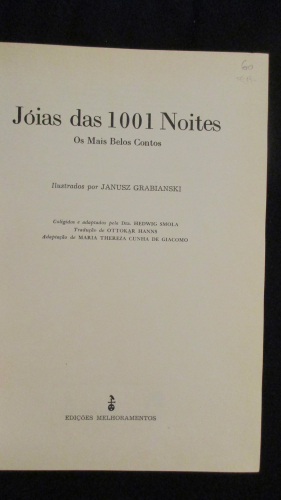 Jóias das 1001 Noites
Os Mais Belos Contos
Ilustrados por JANUSZ GRABIANSKI
Coligidos e adaptados pela Dra. HEDWIG SMOLA
Tradução de OTTOKAR HANNS
Adaptação de MARIA THEREZA CUNHA DE GIACOMO
EDIÇÕES MELHORAMENTOS